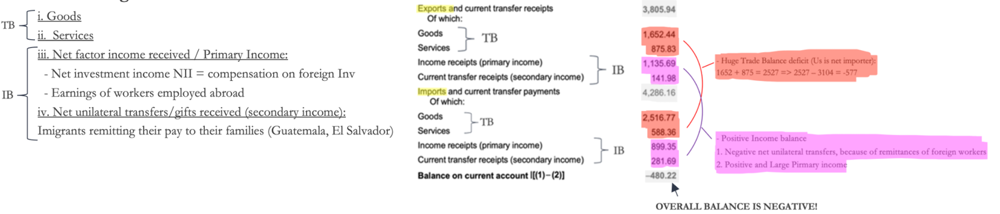 TB
i. Goods
ii. Services
IB
iii. Net factor income received / Primary Income:
- Net investment income NII = compensation on foreign Inv
- Earnings of workers employed abroad
iv. Net unilateral transfers/gifts received (secondary income):
Imigrants remitting their pay to their families (Guatemala, El Salvador)
Exports and current transfer receipts 3,805.94
Of which:
Goods 1,652.44
TB
Services 875.83
Income receipts (primary income) 1,135.69
IB
Current transfer receipts (secondary income) 141.98
Imports and current transfer payments 4,286.16
Of which:
Goods 2,516.77
TB
Services 588.36
Income receipts (primary income) 899.35
IB
Current transfer receipts (secondary income) 281.69
Balance on current account I[(1)−(2)] −480.22
OVERALL BALANCE IS NEGATIVE!
- Huge Trade Balance deficit (Us is net importer):
1652 + 875 = 2527 => 2527 – 3104 = -577
- Positive Income balance
1. Negative net unilateral transfers, because of remittances of foreign workers
2. Positive and Large Pirmary income